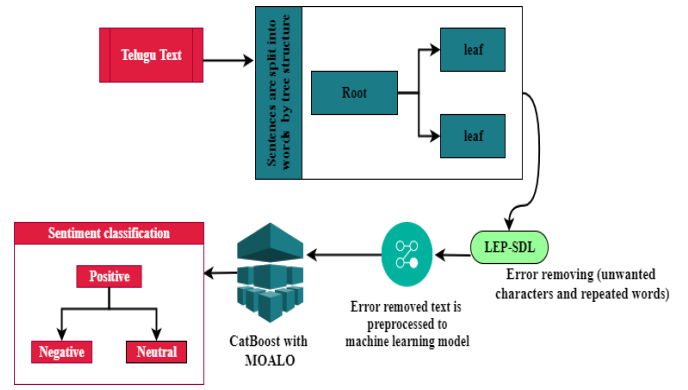 Telugu Text
Sentences are split into
words by tree structure
Root
leaf
leaf
LEP-SDL
Error removing (unwanted
characters and repeated words)
Error removed text is
preprocessed to
machine learning model
CatBoost with
MOALO
Sentiment classification
Positive
Negative
Neutral